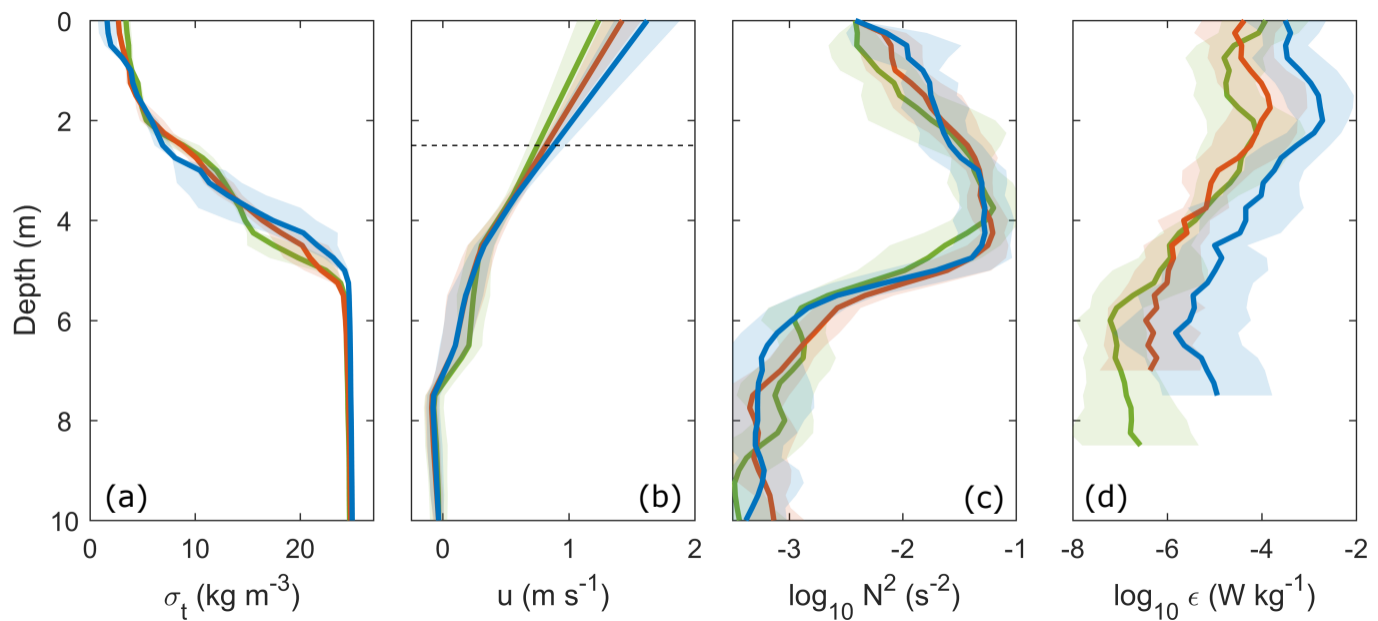 0
2
4
6
8
10
Depth (m)
(a)
(b)
(c)
(d)
0 10 20
0 1 2
-3 -2 -1
-8 -6 -4 -2
σt (kg m-3)
u (m s-1)
log10 N2 (s-2)
log10 ϵ (W kg-1)